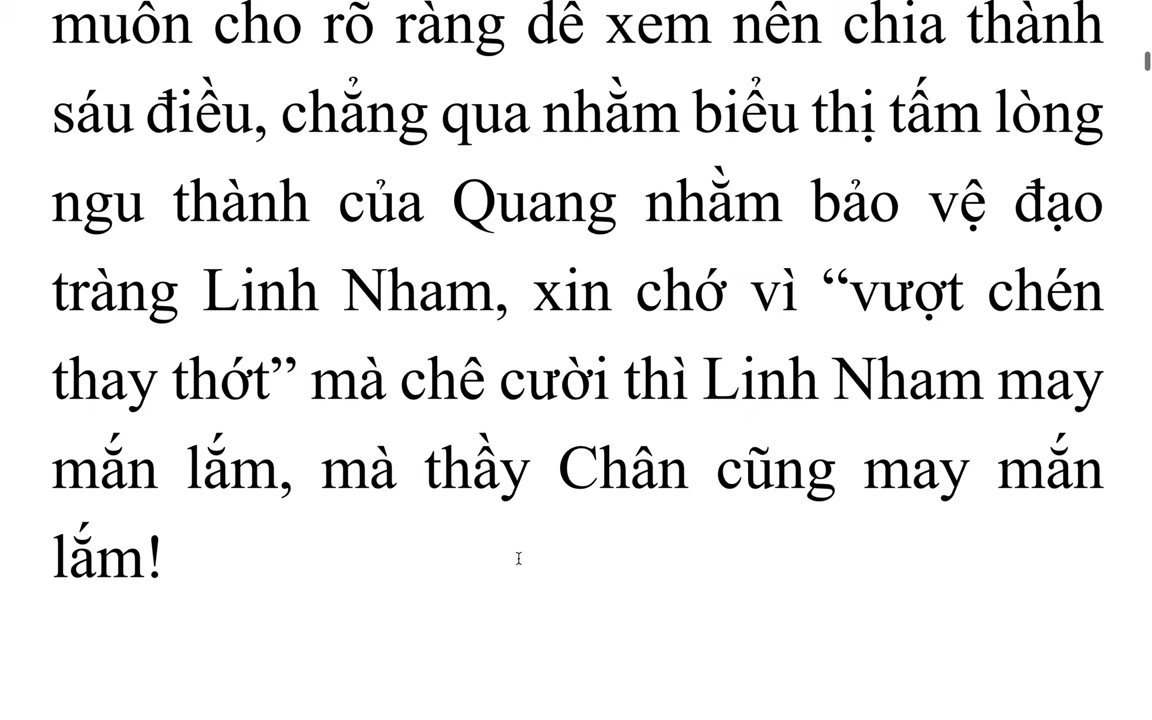 muốn cho rõ ràng dễ xem nên chia thành
sáu điều, chẳng qua nhằm biểu thị tấm lòng
ngu thành của Quang nhằm bảo vệ đạo
tràng Linh Nham, xin chớ vì “vượt chén
thay thớt” mà chê cười thì Linh Nham may
mắn lắm, mà thầy Chân cũng may mắn
lắm!